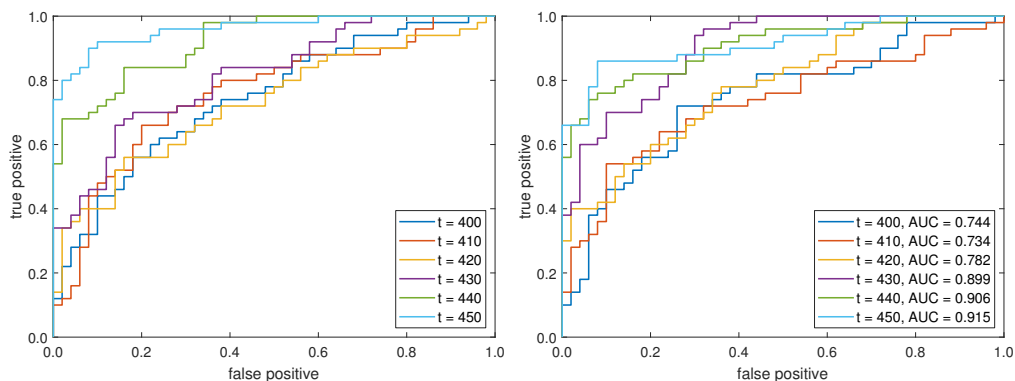 1.0
0.8
0.6
0.4
0.2
0.0
true positive
0.0 0.2 0.4 0.6 0.8 1.0
false positive
t = 400
t = 410
t = 420
t = 430
t = 440
t = 450
1.0
0.8
0.6
0.4
0.2
0.0
true positive
0.0 0.2 0.4 0.6 0.8 1.0
false positive
t = 400, AUC = 0.744
t = 410, AUC = 0.734
t = 420, AUC = 0.782
t = 430, AUC = 0.899
t = 440, AUC = 0.906
t = 450, AUC = 0.915